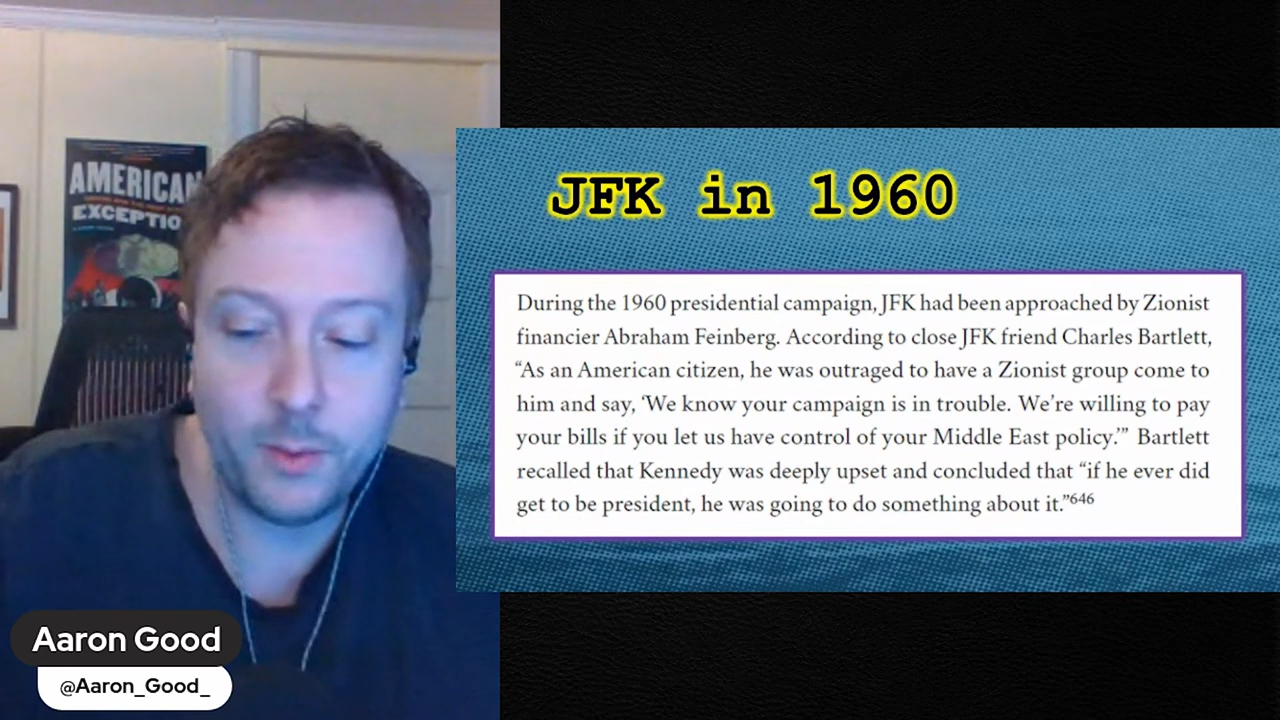 AMERICAN
EXCEPTIO
JFK in 1960
During the 1960 presidential campaign, JFK had been approached by Zionist
financier Abraham Feinberg. According to close JFK friend Charles Bartlett,
“As an American citizen, he was outraged to have a Zionist group come to
him and say, ‘We know your campaign is in trouble. We’re willing to pay
your bills if you let us have control of your Middle East policy.’” Bartlett
recalled that Kennedy was deeply upset and concluded that “if he ever did
get to be president, he was going to do something about it.”⁶⁴⁶
Aaron Good
@Aaron_Good_